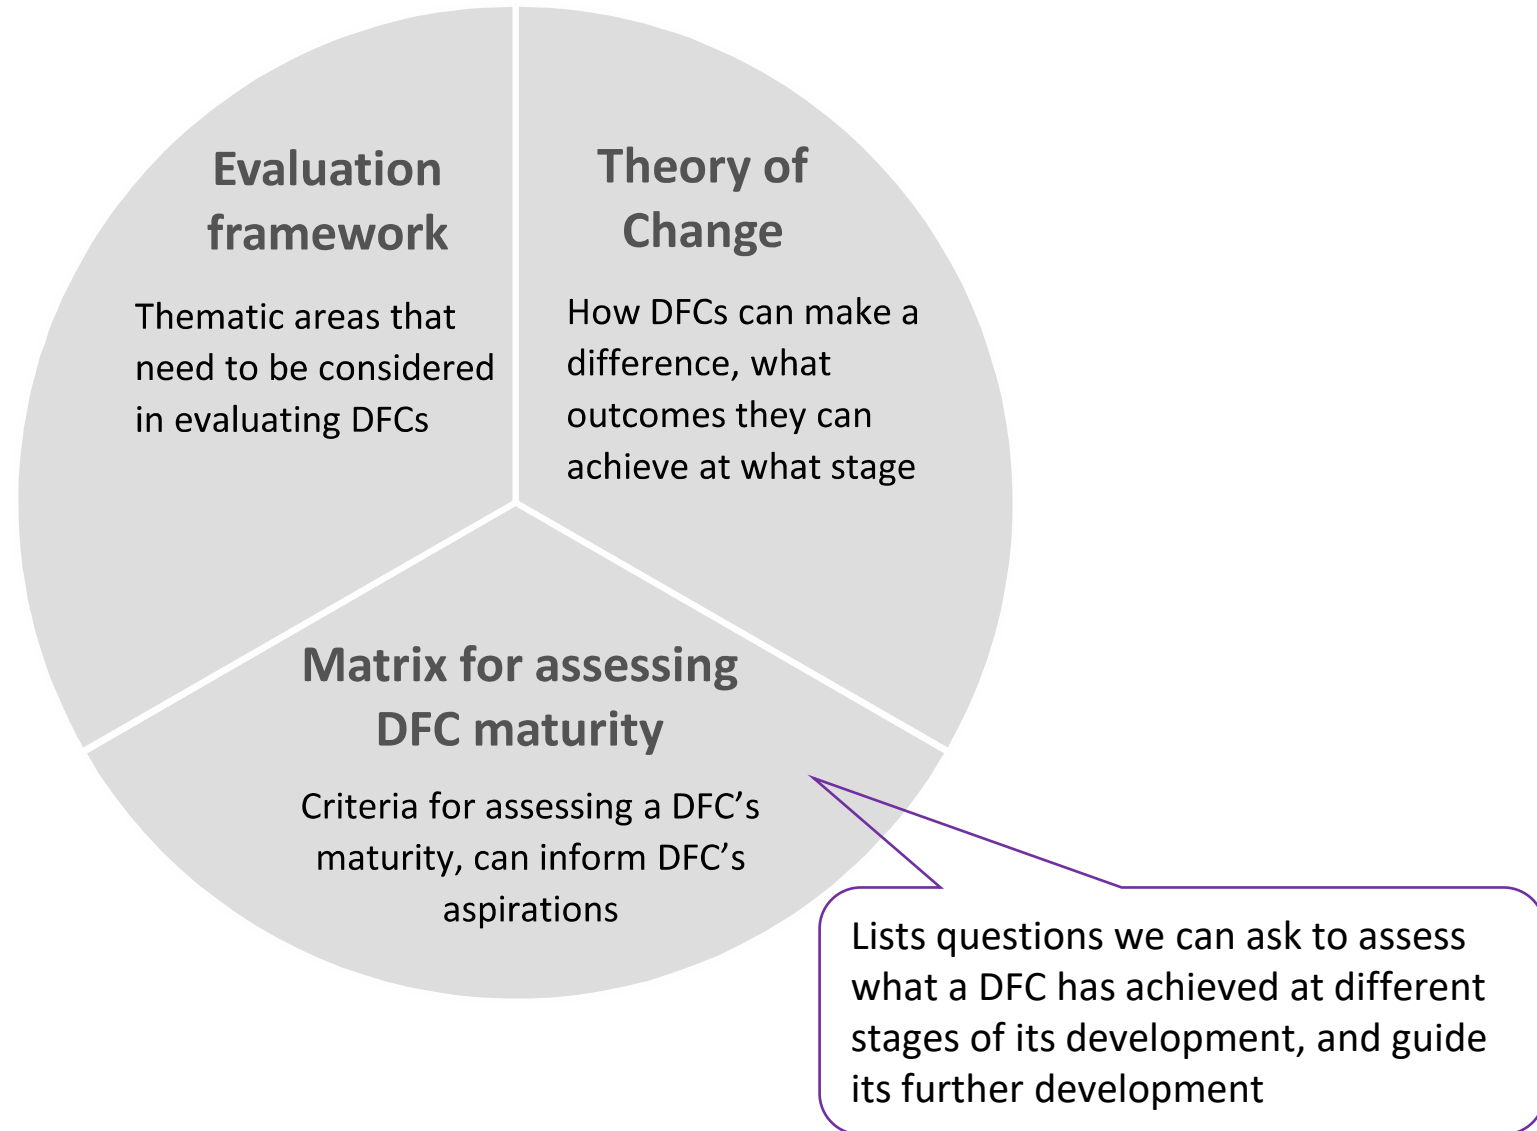 Evaluation
framework
Thematic areas that
need to be considered
in evaluating DFCs
Theory of
Change
How DFCs can make a
difference, what
outcomes they can
achieve at what stage
Matrix for assessing
DFC maturity
Criteria for assessing a DFC’s
maturity, can inform DFC’s
aspirations
Lists questions we can ask to assess
what a DFC has achieved at different
stages of its development, and guide
its further development